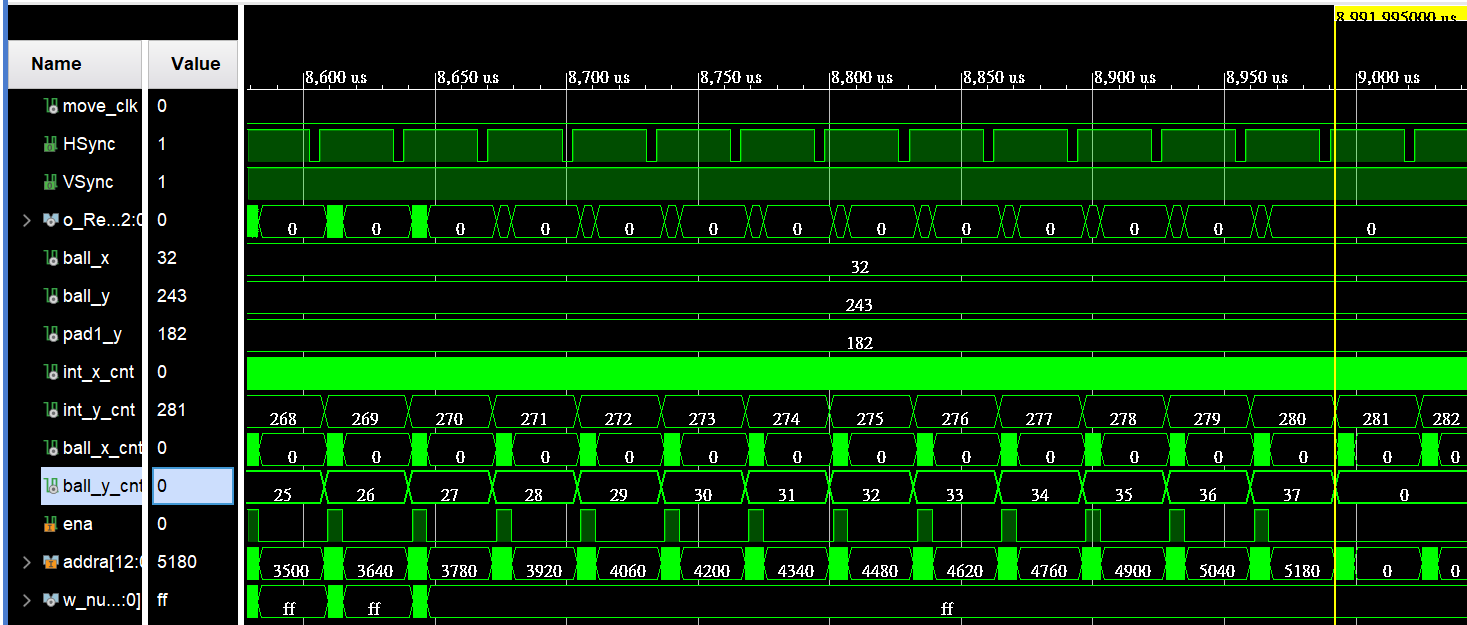 8,991.995000 us
Name Value
8,600 us 8,650 us 8,700 us 8,750 us 8,800 us 8,850 us 8,900 us 8,950 us 9,000 us
move_clk 0
HSync 1
VSync 1
o_Re...2:0 0 0 0 0 0 0 0 0 0 0 0 0 0 0
ball_x 32 32
ball_y 243 243
pad1_y 182 182
int_x_cnt 0
int_y_cnt 281 268 269 270 271 272 273 274 275 276 277 278 279 280 281 282
ball_x_cnt 0 0 0 0 0 0 0 0 0 0 0 0 0 0 0 0
ball_y_cnt 0 25 26 27 28 29 30 31 32 33 34 35 36 37 0
ena 0
addra[12:0 5180 3500 3640 3780 3920 4060 4200 4340 4480 4620 4760 4900 5040 5180 0 0
w_nu...:0] ff ff ff ff